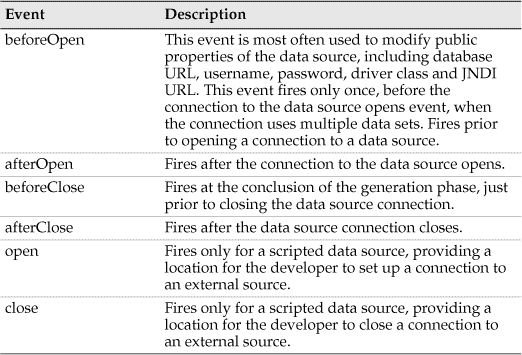 Event Description
beforeOpen This event is most often used to modify public
properties of the data source, including database
URL, username, password, driver class and JNDI
URL. This event fires only once, before the
connection to the data source opens event, when
the connection uses multiple data sets. Fires prior
to opening a connection to a data source.
afterOpen Fires after the connection to the data source opens.
beforeClose Fires at the conclusion of the generation phase, just
prior to closing the data source connection.
afterClose Fires after the data source connection closes.
open Fires only for a scripted data source, providing a
location for the developer to set up a connection to
an external source.
close Fires only for a scripted data source, providing a
location for the developer to close a connection to
an external source.